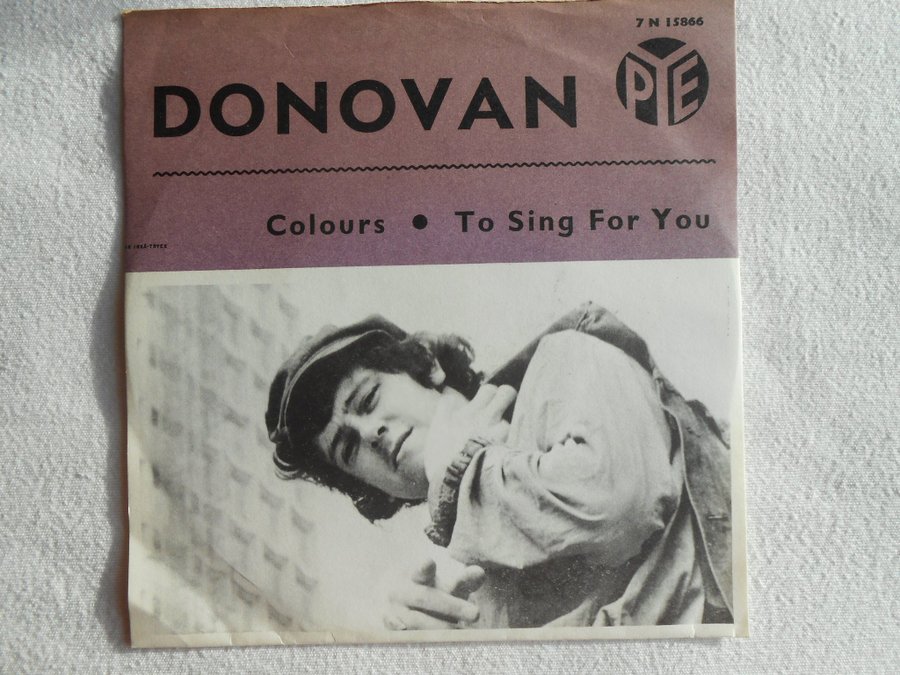 7 N 15866
DONOVAN
PYE
Colours • To Sing For You